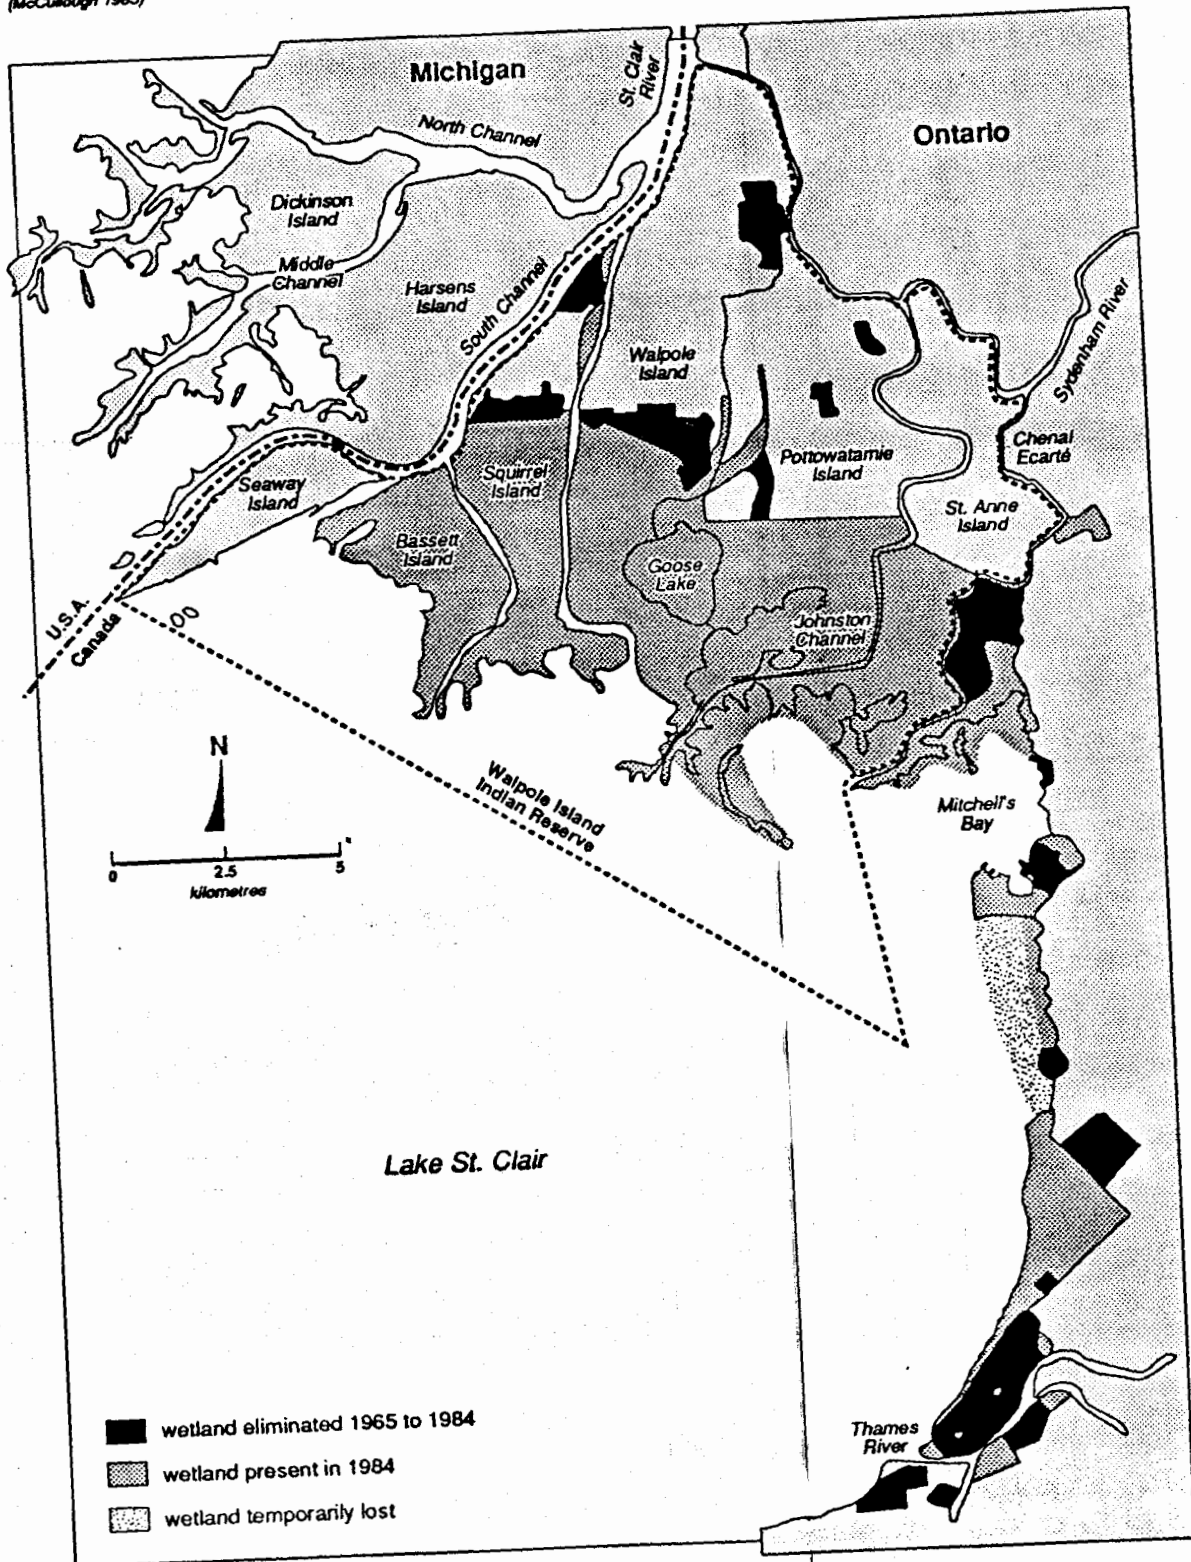 (McCullough 1985)
Michigan
St. Clair
River
North Channel
Ontario
Dickinson
Island
Middle
Channel
Harsens
Island
South Channel
Walpole
Island
Sydenham River
Chenal
Ecarté
Pottowatamie
Island
Squirrel
Island
Seaway
Island
St. Anne
Island
Bassett
Island
Goose
Lake
Johnston
Channel
U.S.A.
Canada
N
Walpole Island
Indian Reserve
Mitchell's
Bay
0
2.5
5
kilometres
Lake St. Clair
wetland eliminated 1965 to 1984
wetland present in 1984
wetland temporarily lost
Thames
River